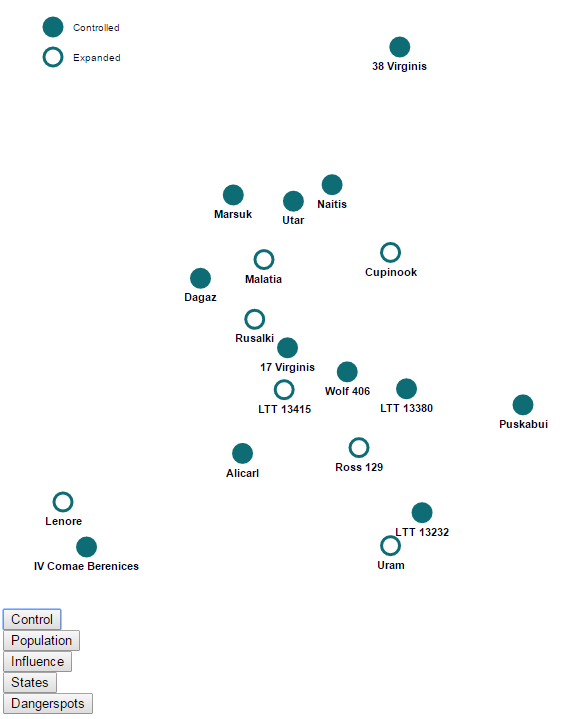 Controlled
Expanded
38 Virginis
Naitis
Marsuk
Utar
Cupinook
Malatia
Dagaz
Rusalki
17 Virginis
Wolf 406
LTT 13415
LTT 13380
Puskabui
Ross 129
Alicarl
Lenore
LTT 13232
IV Comae Berenices
Uram
Control
Population
Influence
States
Dangerspots